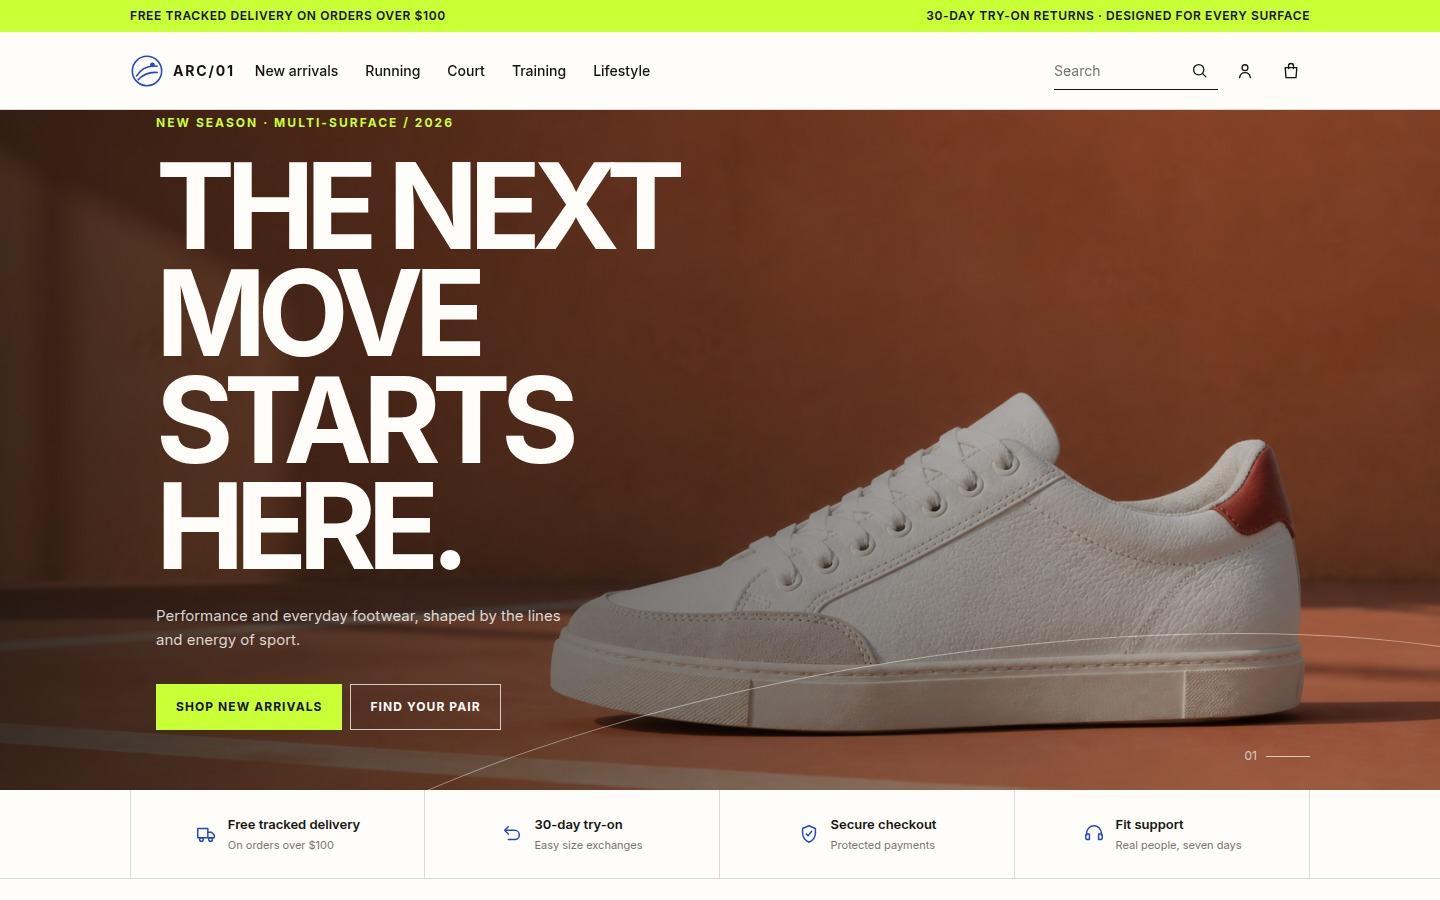 FREE TRACKED DELIVERY ON ORDERS OVER $100
30-DAY TRY-ON RETURNS · DESIGNED FOR EVERY SURFACE
ARC/01
New arrivals
Running
Court
Training
Lifestyle
Search
NEW SEASON · MULTI-SURFACE / 2026
THE NEXT
MOVE
STARTS
HERE.
Performance and everyday footwear, shaped by the lines
and energy of sport.
SHOP NEW ARRIVALS
FIND YOUR PAIR
01
Free tracked delivery
On orders over $100
30-day try-on
Easy size exchanges
Secure checkout
Protected payments
Fit support
Real people, seven days